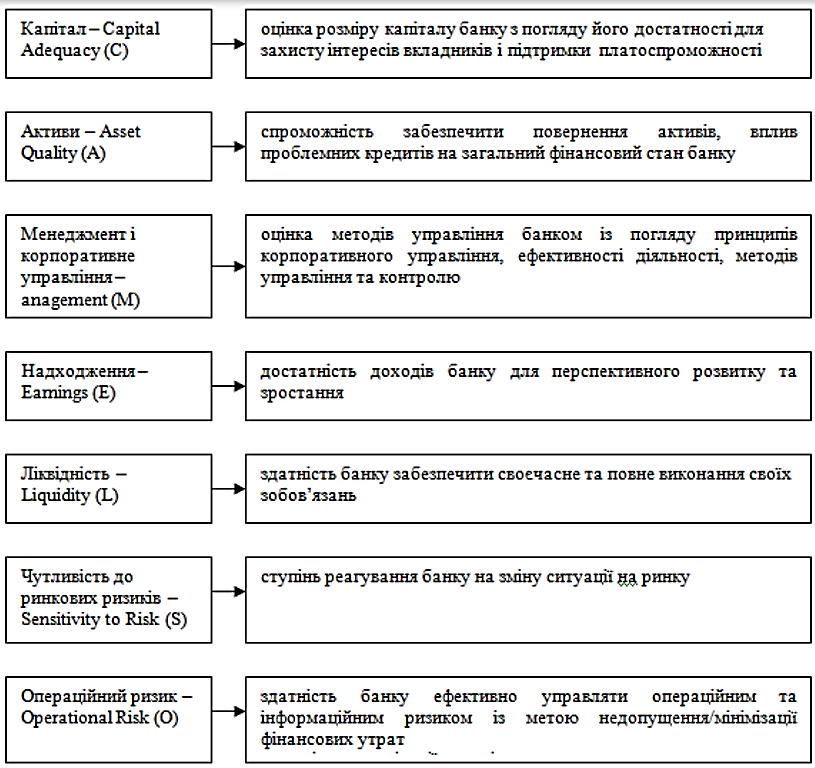 Капітал – Capital
Adequacy (C)
оцінка розміру капіталу банку з погляду його достатності для
захисту інтересів вкладників і підтримки платоспроможності
Активи – Asset
Quality (A)
спроможність забезпечити повернення активів, вплив
проблемних кредитів на загальний фінансовий стан банку
Менеджмент і
корпоративне
управління –
anagement (M)
оцінка методів управління банком із погляду принципів
корпоративного управління, ефективності діяльності, методів
управління та контролю
Надходження –
Earnings (E)
достатність доходів банку для перспективного розвитку та
зростання
Ліквідність –
Liquidity (L)
здатність банку забезпечити своєчасне та повне виконання своїх
зобов’язань
Чутливість до
ринкових ризиків –
Sensitivity to Risk (S)
ступінь реагування банку на зміну ситуації на ринку
Операційний ризик –
Operational Risk (O)
здатність банку ефективно управляти операційним та
інформаційним ризиком із метою недопущення/мінімізації
фінансових утрат